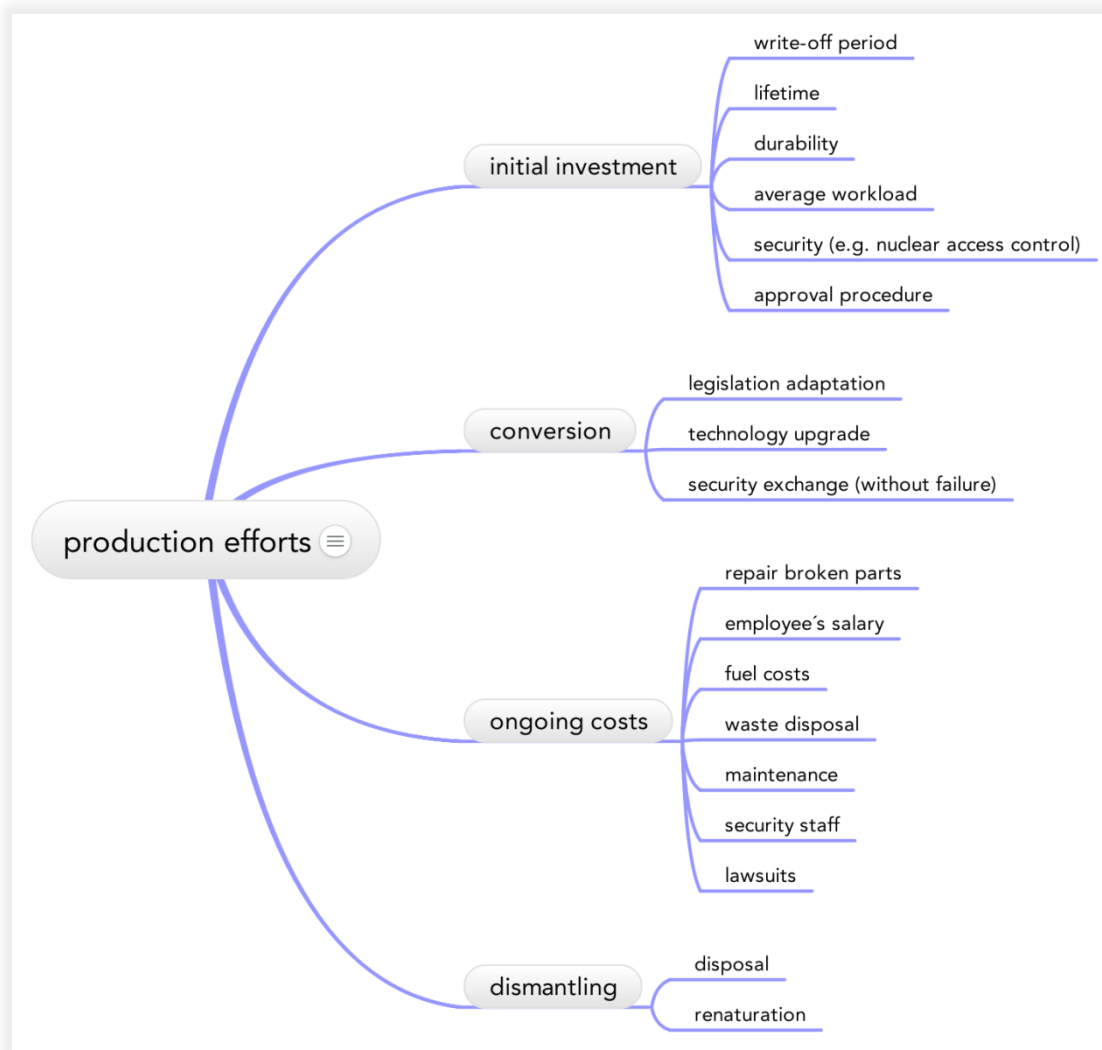 production efforts
initial investment
write-off period
lifetime
durability
average workload
security (e.g. nuclear access control)
approval procedure
conversion
legislation adaptation
technology upgrade
security exchange (without failure)
ongoing costs
repair broken parts
employee´s salary
fuel costs
waste disposal
maintenance
security staff
lawsuits
dismantling
disposal
renaturation